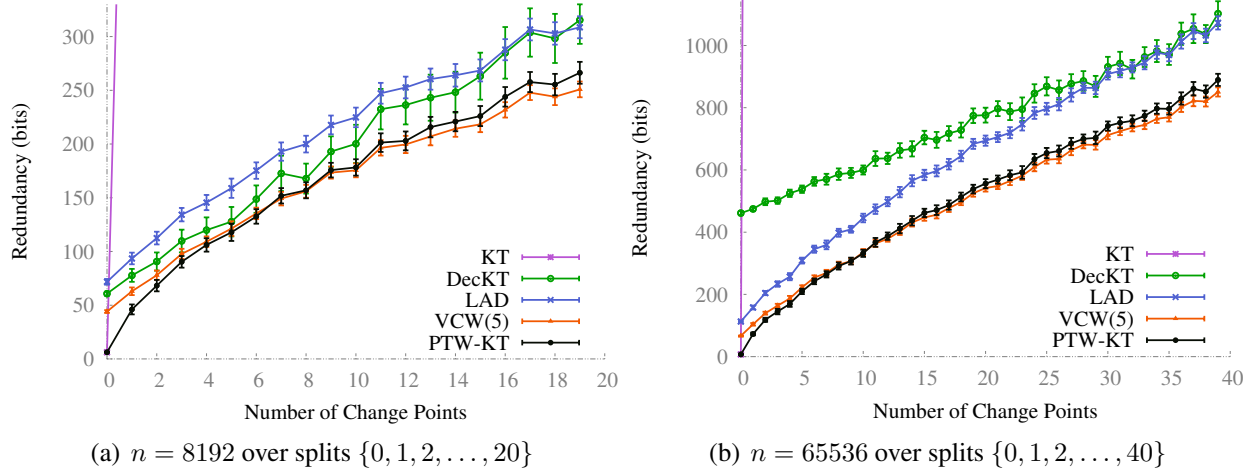 Redundancy (bits)
300
250
200
150
100
50
0
KT
DecKT
LAD
VCW(5)
PTW-KT
0 2 4 6 8 10 12 14 16 18 20
Number of Change Points
(a) n = 8192 over splits {0, 1, 2, . . . , 20}
Redundancy (bits)
1000
800
600
400
200
0
KT
DecKT
LAD
VCW(5)
PTW-KT
0 5 10 15 20 25 30 35 40
Number of Change Points
(b) n = 65536 over splits {0, 1, 2, . . . , 40}